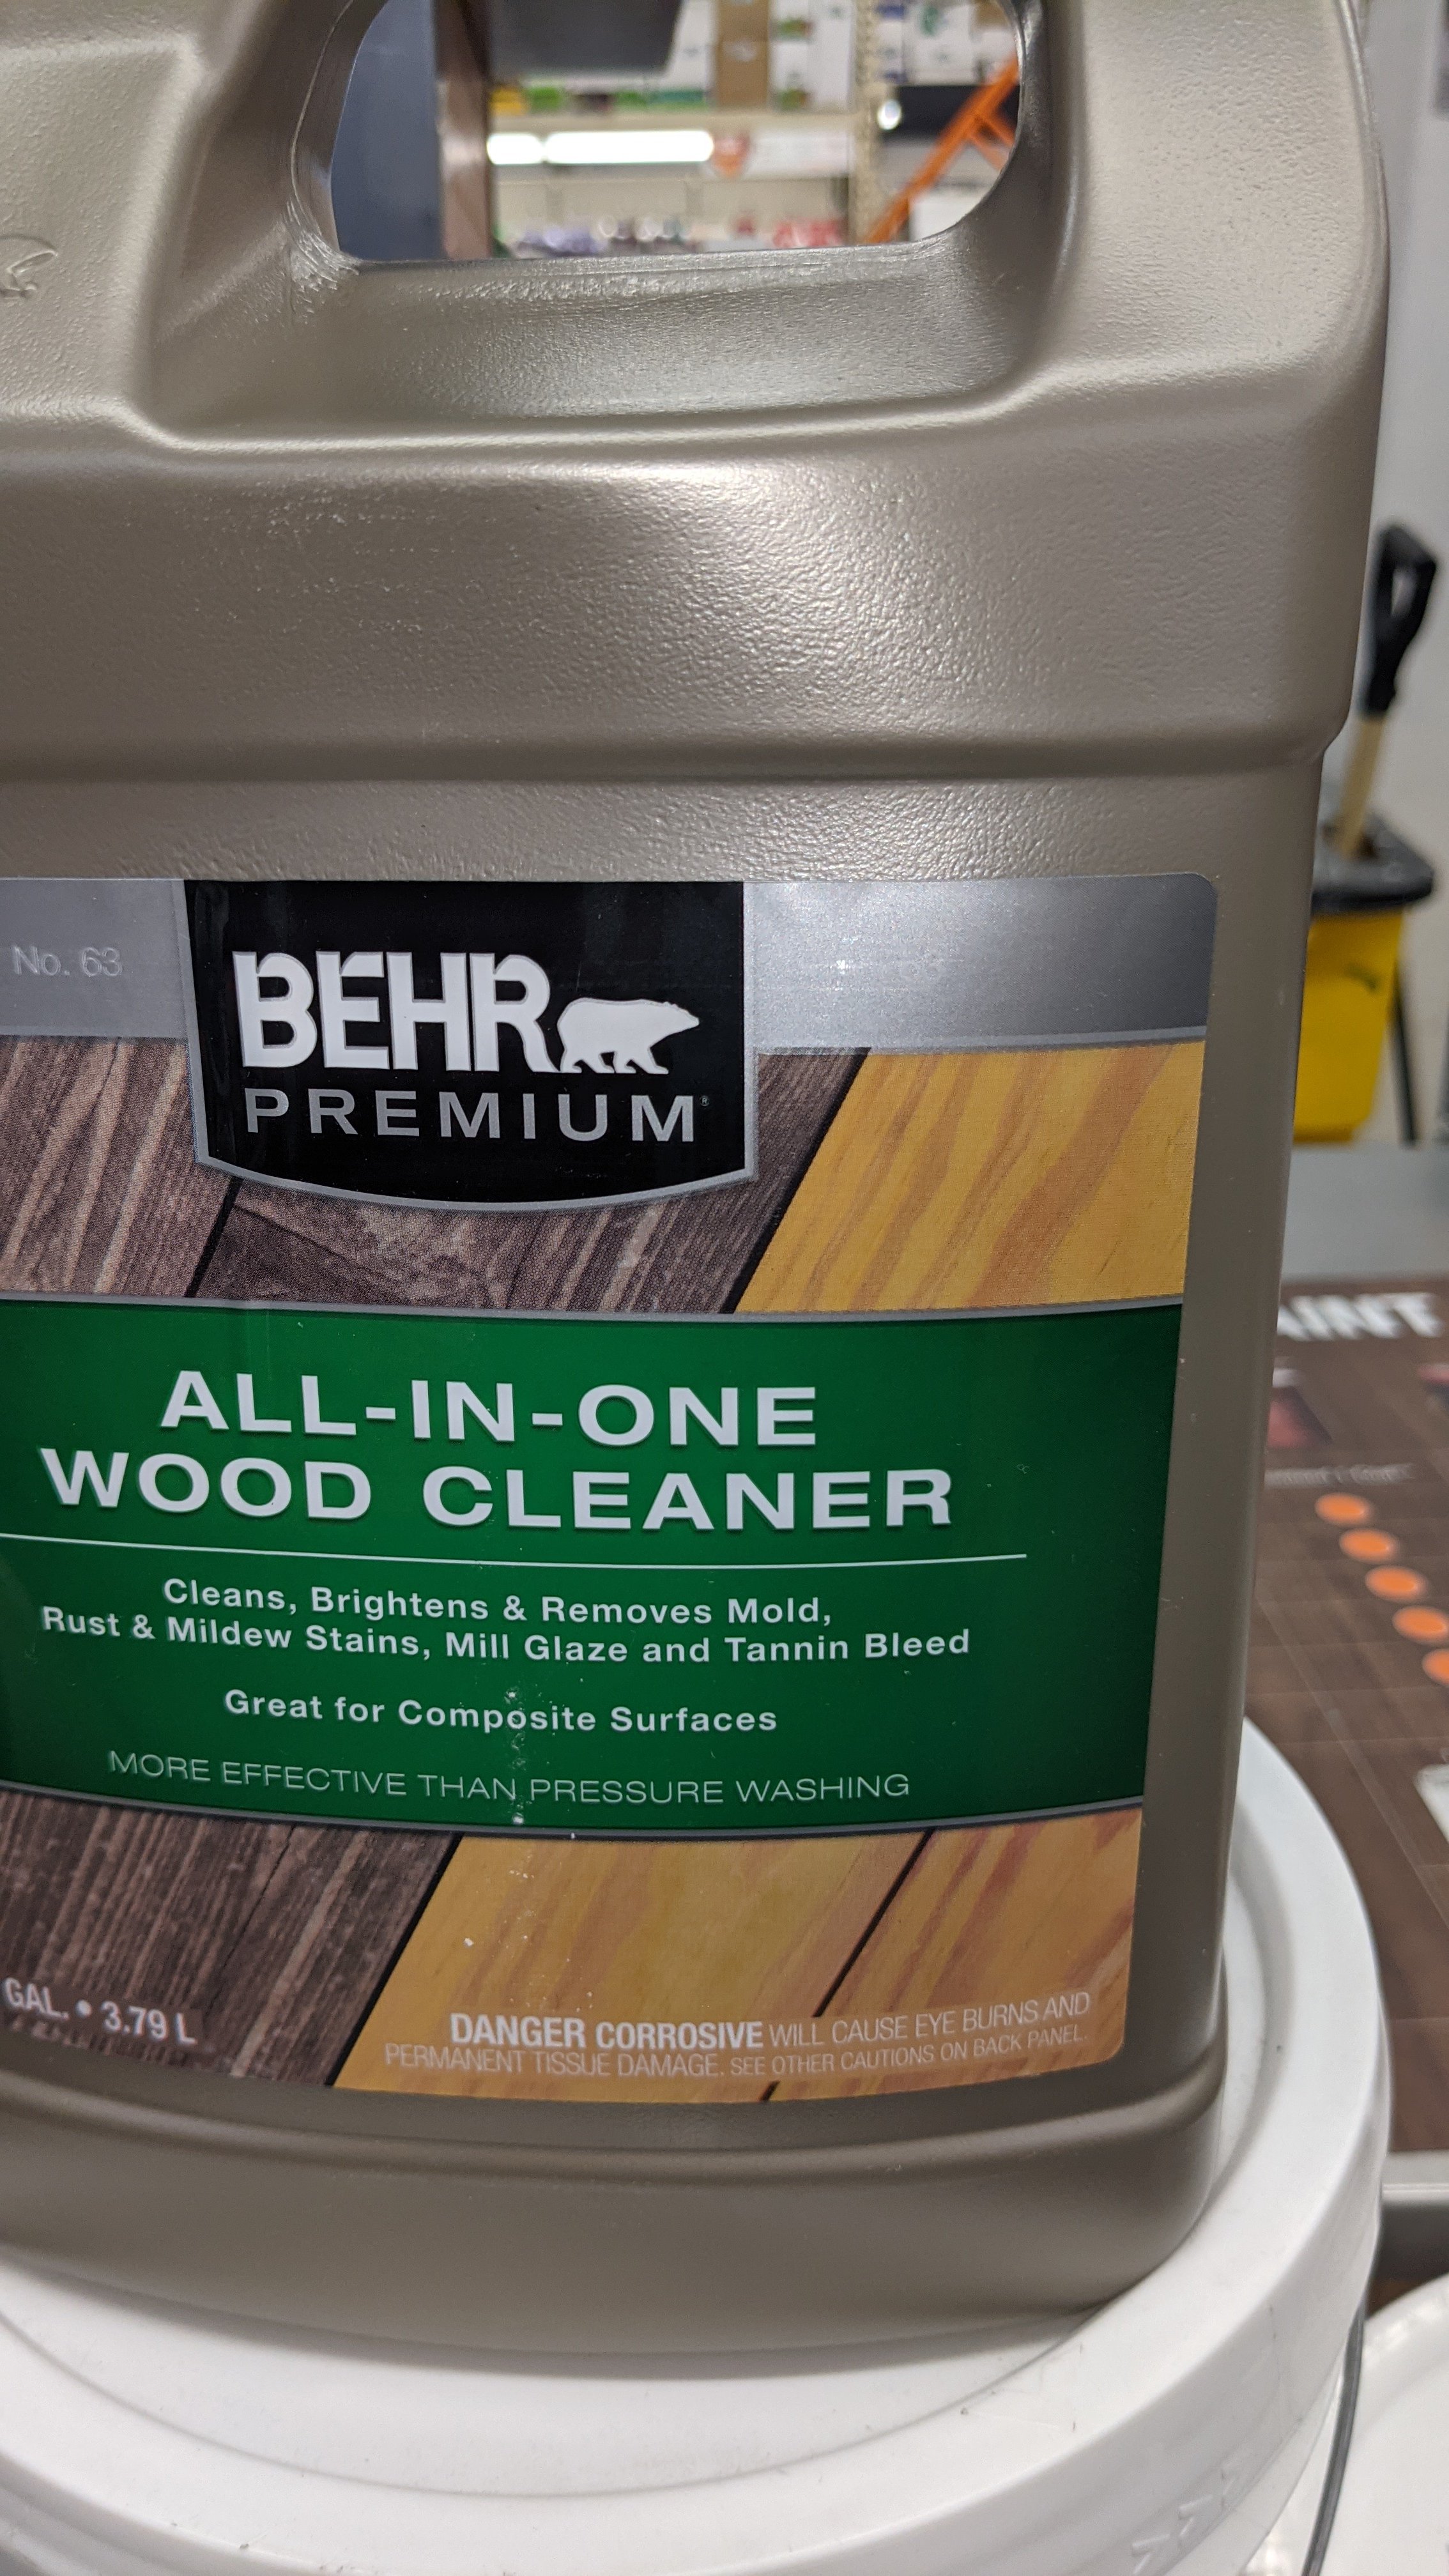 No. 63
BEHR
PREMIUM®
ALL-IN-ONE
WOOD CLEANER
Cleans, Brightens & Removes Mold,
Rust & Mildew Stains, Mill Glaze and Tannin Bleed
Great for Composite Surfaces
MORE EFFECTIVE THAN PRESSURE WASHING
GAL. • 3.79 L
DANGER CORROSIVE WILL CAUSE EYE BURNS AND
PERMANENT TISSUE DAMAGE. SEE OTHER CAUTIONS ON BACK PANEL.
AINT